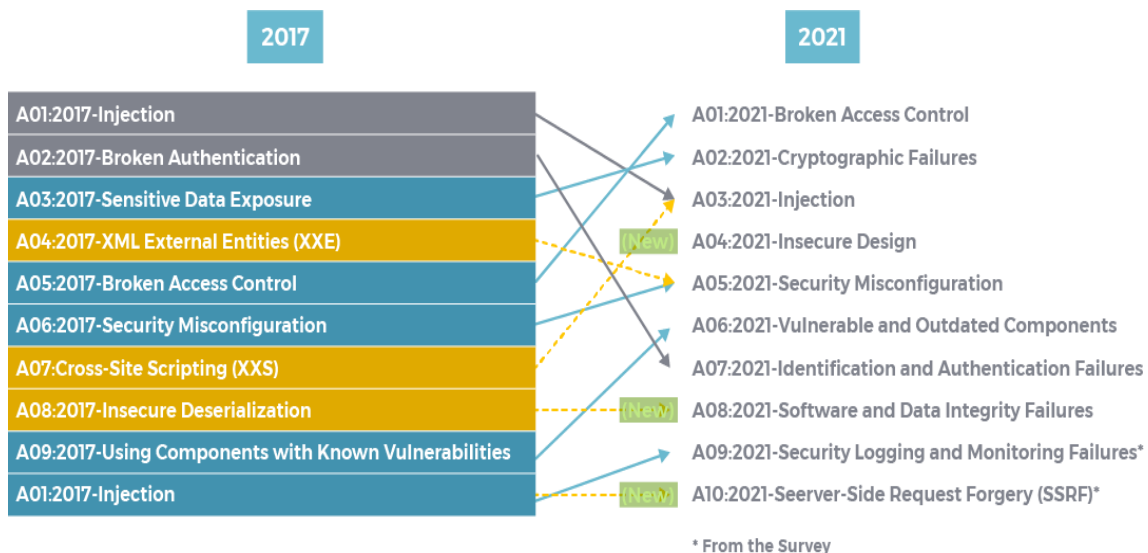 2017
2021
A01:2017-Injection
A02:2017-Broken Authentication
A03:2017-Sensitive Data Exposure
A04:2017-XML External Entities (XXE)
A05:2017-Broken Access Control
A06:2017-Security Misconfiguration
A07:Cross-Site Scripting (XXS)
A08:2017-Insecure Deserialization
A09:2017-Using Components with Known Vulnerabilities
A01:2017-Injection
A01:2021-Broken Access Control
A02:2021-Cryptographic Failures
A03:2021-Injection
(New) A04:2021-Insecure Design
A05:2021-Security Misconfiguration
A06:2021-Vulnerable and Outdated Components
A07:2021-Identification and Authentication Failures
(New) A08:2021-Software and Data Integrity Failures
A09:2021-Security Logging and Monitoring Failures*
(New) A10:2021-Seerver-Side Request Forgery (SSRF)*
* From the Survey